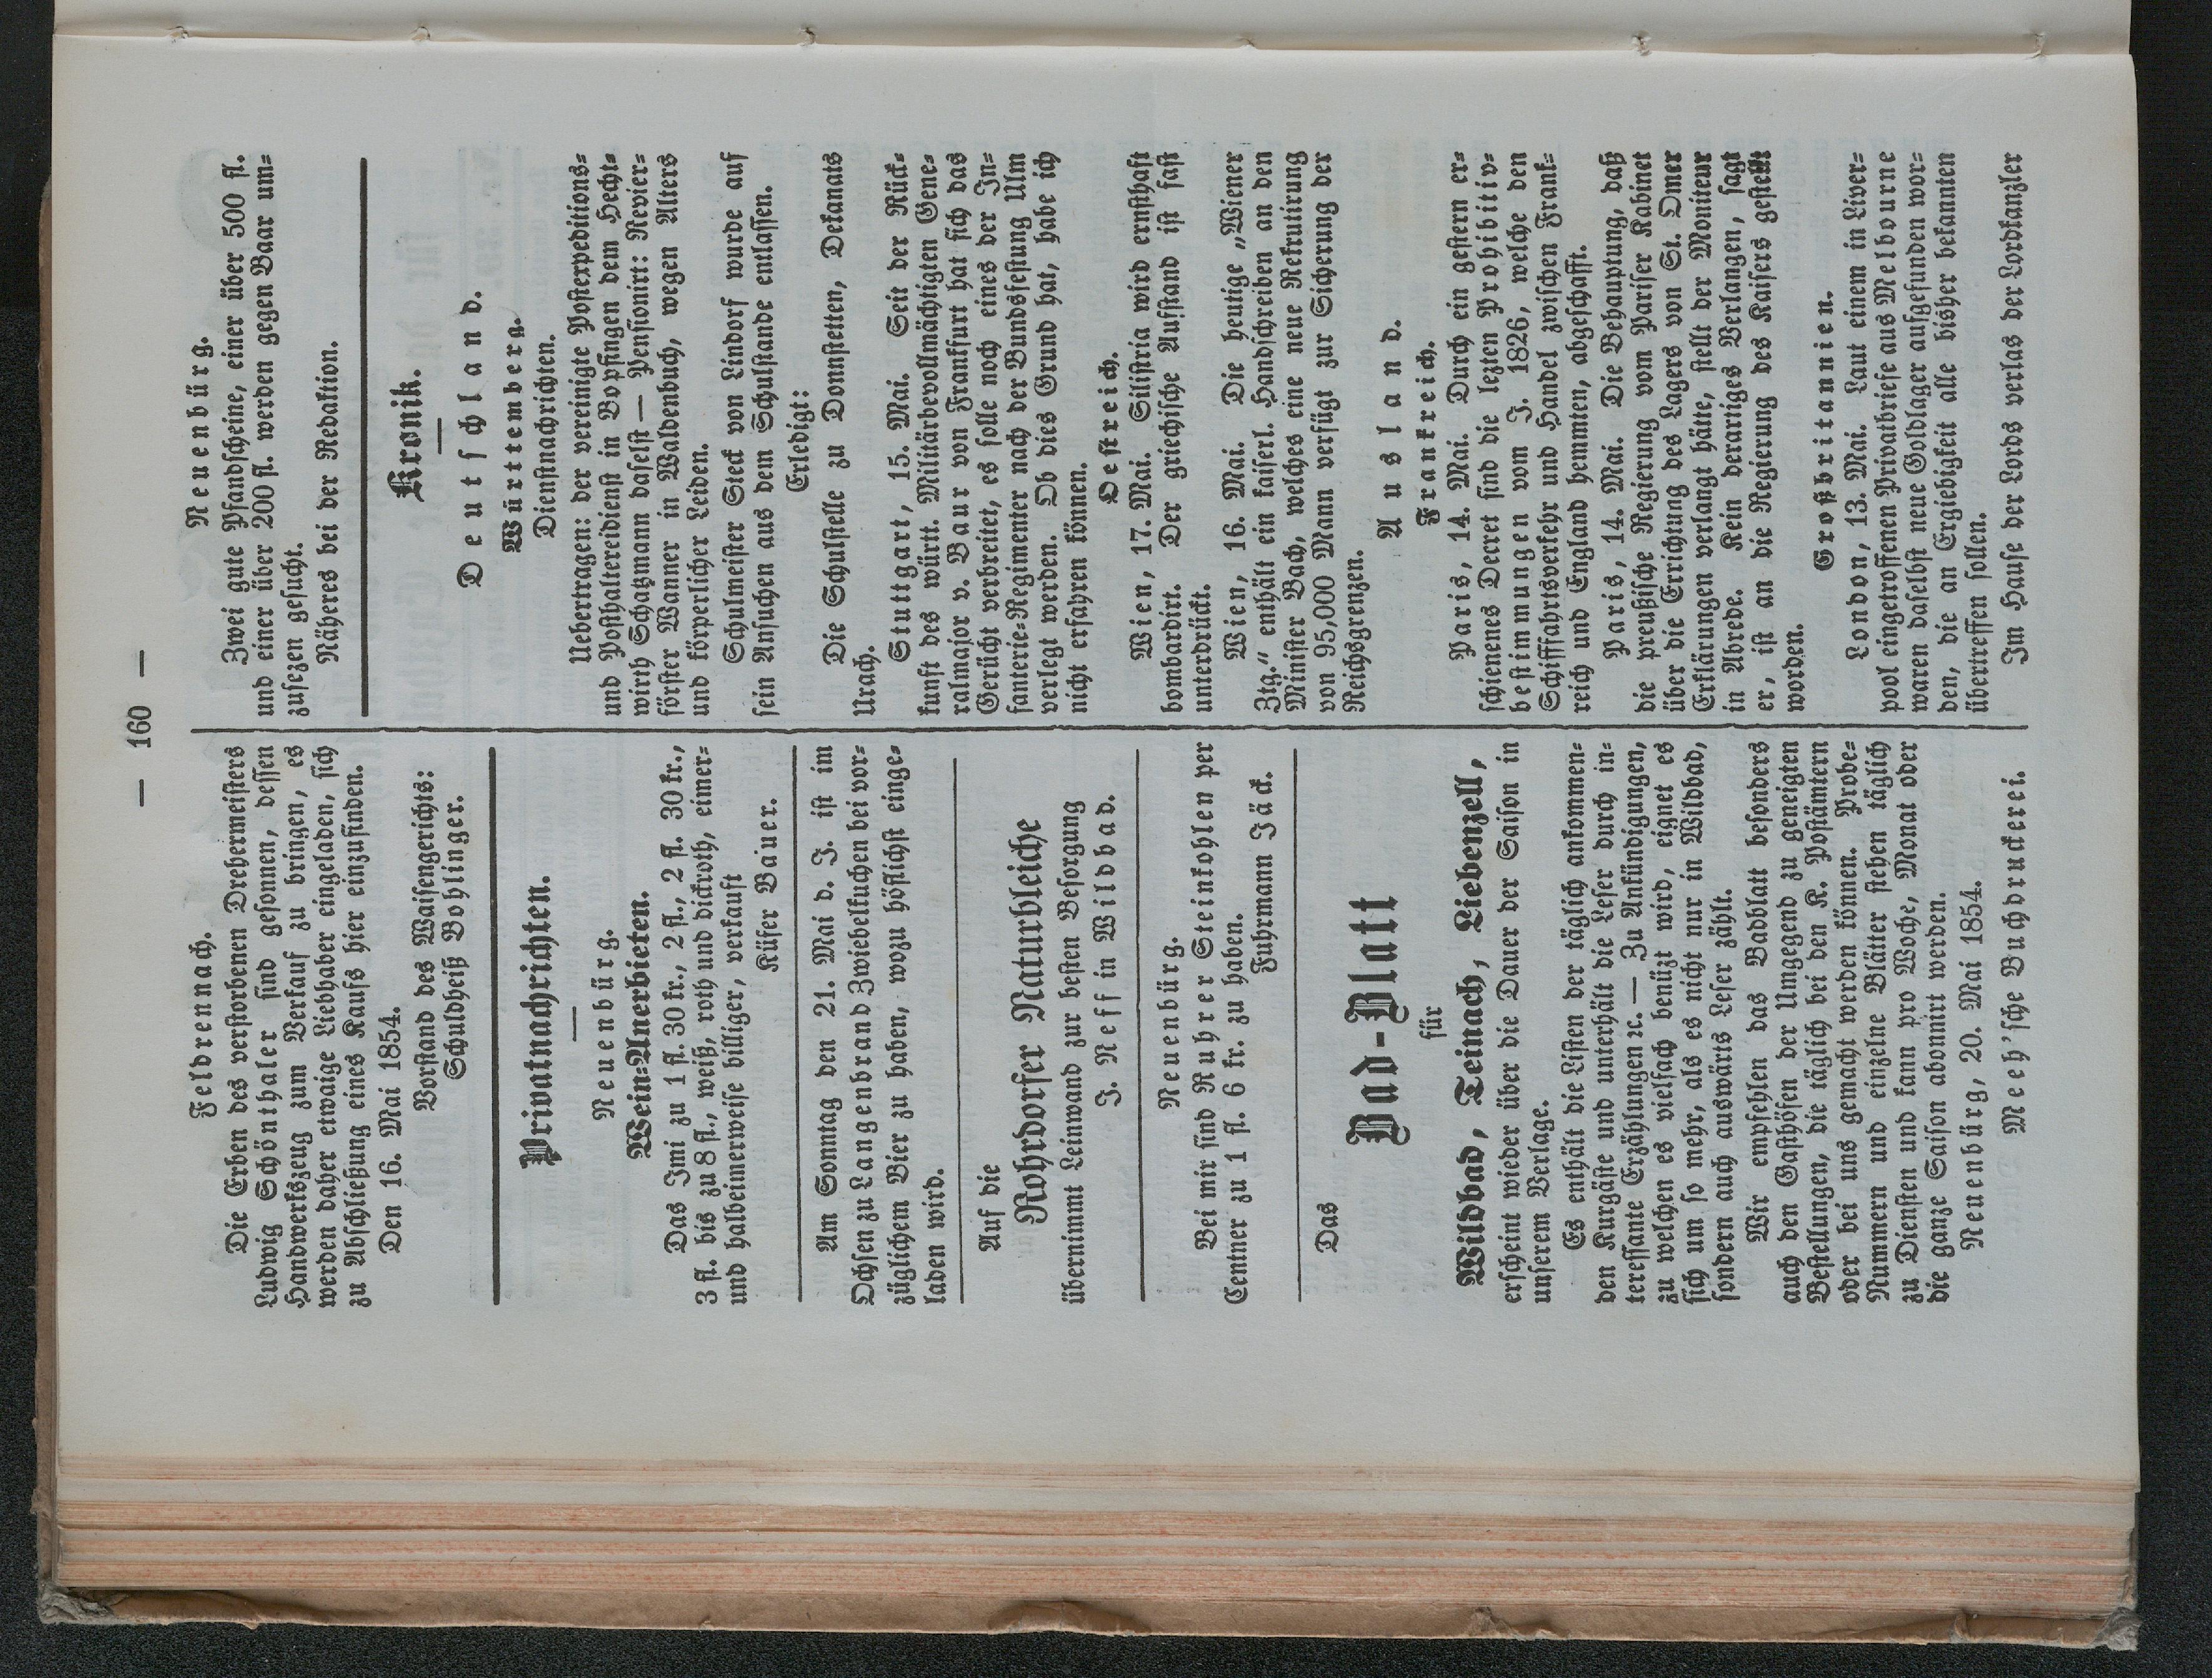 — 160 —
Feldrennach.
Die Erben des verstorbenen Drehermeisters
Ludwig Schönthaler sind gesonnen, dessen
Handwerkszeug zum Verkauf zu bringen, es
werden daher etwaige Liebhaber eingeladen, sich
zu Abschließung eines Kaufs hier einzufinden.
Den 16. Mai 1854.
Vorstand des Waisengerichts:
Schuldheiß Bohlinger.
Privatnachrichten.
Neuenbürg.
Wein-Anerbieten.
Das Imi zu 1 fl. 30 kr., 2 fl., 2 fl. 30 kr.,
3 fl. bis zu 8 fl., weiß, roth und dickroth, eimer-
und halbeimerweise billiger, verkauft
Küfer Bauer.
Am Sonntag den 21. Mai d. J. ist im
Ochsen zu Langenbrand Zwiebelkuchen bei vor-
züglichem Bier zu haben, wozu höflichst einge-
laden wird.
Auf die
Rohrdorfer Naturbleiche
übernimmt Leinwand zur besten Besorgung
J. Neff in Wildbad.
Neuenbürg.
Bei mir sind Ruhrer Steinkohlen per
Centner zu 1 fl. 6 kr. zu haben.
Fuhrmann Jäck.
Das
Bad-Blatt
für
Wildbad, Teinach, Liebenzell,
erscheint wieder über die Dauer der Saison in
unserem Verlage.
Es enthält die Listen der täglich ankommen-
den Kurgäste und unterhält die Leser durch in-
teressante Erzählungen ꝛc. — Zu Ankündigungen,
zu welchen es vielfach benüzt wird, eignet es
sich um so mehr, als es nicht nur in Wildbad,
sondern auch auswärts Leser zählt.
Wir empfehlen das Badblatt besonders
auch den Gasthöfen der Umgegend zu geneigten
Bestellungen, die täglich bei den K. Postämtern
oder bei uns gemacht werden können. Probe-
Nummern und einzelne Blätter stehen täglich
zu Diensten und kann pro Woche, Monat oder
die ganze Saison abonnirt werden.
Neuenbürg, 20. Mai 1854.
Meeh'sche Buchdruckerei.
Neuenbürg.
Zwei gute Pfandscheine, einer über 500 fl.
und einer über 200 fl. werden gegen Baar um-
zusezen gesucht.
Näheres bei der Redaktion.
Kronik.
Deutschland.
Württemberg.
Dienstnachrichten.
Uebertragen: der vereinigte Postexpeditions-
und Posthaltereidienst in Bopfingen dem Hecht-
wirth Schatzmann daselst — Pensionirt: Revier-
förster Wanner in Waldenbuch, wegen Alters
und körperlicher Leiden.
Schulmeister Steck von Lindorf wurde auf
sein Ansuchen aus dem Schulstande entlassen.
Erledigt:
Die Schulstelle zu Donnstetten, Dekanats
Urach.
Stuttgart, 15. Mai. Seit der Rück-
kunft des württ. Militärbevollmächtigten Gene-
ralmajor v. Baur von Frankfurt hat sich das
Gerücht verbreitet, es solle noch eines der In-
fanterie-Regimenter nach der Bundesfestung Ulm
verlegt werden. Ob dies Grund hat, habe ich
nicht erfahren können.
Oestreich.
Wien, 17. Mai. Silistria wird ernsthaft
bombardirt. Der griechische Aufstand ist fast
unterdrückt.
Wien, 16. Mai. Die heutige „Wiener
Ztg.“ enthält ein kaiserl. Handschreiben an den
Minister Bach, welches eine neue Rekrutirung
von 95,000 Mann verfügt zur Sicherung der
Reichsgrenzen.
Ausland.
Frankreich.
Paris, 14. Mai. Durch ein gestern er-
schienenes Decret sind die lezten Prohibitiv-
bestimmungen vom J. 1826, welche den
Schifffahrtsverkehr und Handel zwischen Frank-
reich und England hemmten, abgeschafft.
Paris, 14. Mai. Die Behauptung, daß
die preußische Regierung vom Pariser Kabinet
über die Errichtung des Lagers von St. Omer
Erklärungen verlangt hätte, stellt der Moniteur
in Abrede. Kein derartiges Verlangen, sagt
er, ist an die Regierung des Kaisers gestellt
worden.
Großbritannien.
London, 13. Mai. Laut einem in Liver-
pool eingetroffenen Privatbriefe aus Melbourne
waren daselbst neue Goldlager aufgefunden wor-
den, die an Ergiebigkeit alle bisher bekannten
übertreffen sollen.
Im Hause der Lords verlas der Lordkanzler